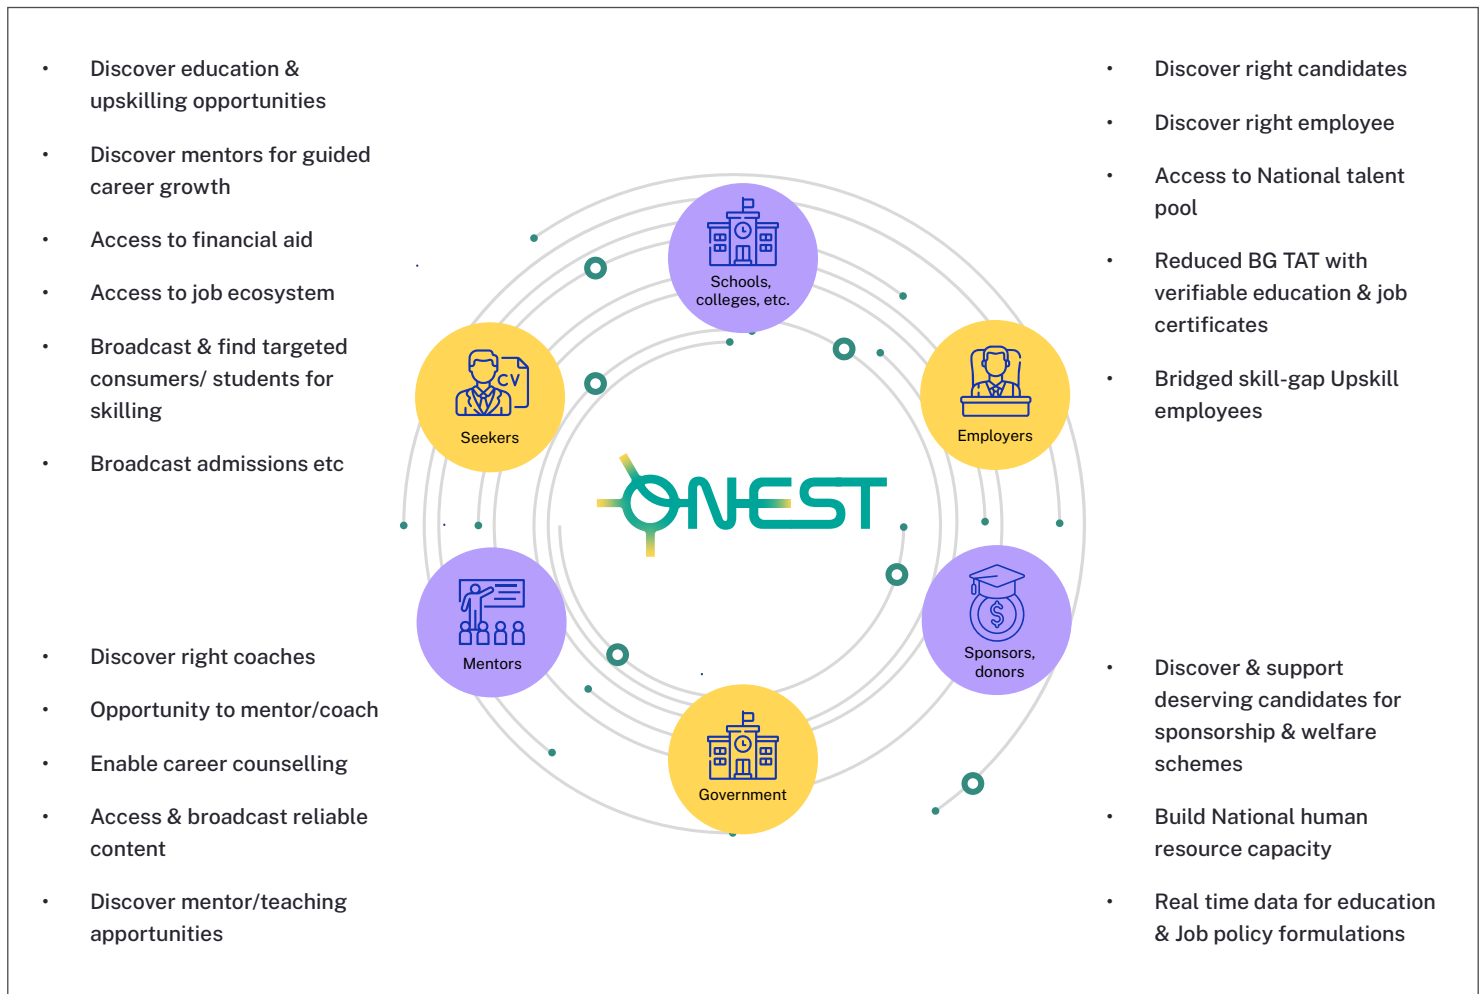 • Discover education &
upskilling opportunities
• Discover mentors for guided
career growth
• Access to financial aid
• Access to job ecosystem
• Broadcast & find targeted
consumers/ students for
skilling
• Broadcast admissions etc
• Discover right candidates
• Discover right employee
• Access to National talent
pool
• Reduced BG TAT with
verifiable education & job
certificates
• Bridged skill-gap Upskill
employees
Schools,
colleges, etc.
CV
Seekers
Employers
ONEST
Mentors
$
Sponsors,
donors
Government
• Discover right coaches
• Opportunity to mentor/coach
• Enable career counselling
• Access & broadcast reliable
content
• Discover mentor/teaching
apportunities
• Discover & support
deserving candidates for
sponsorship & welfare
schemes
• Build National human
resource capacity
• Real time data for education
& Job policy formulations